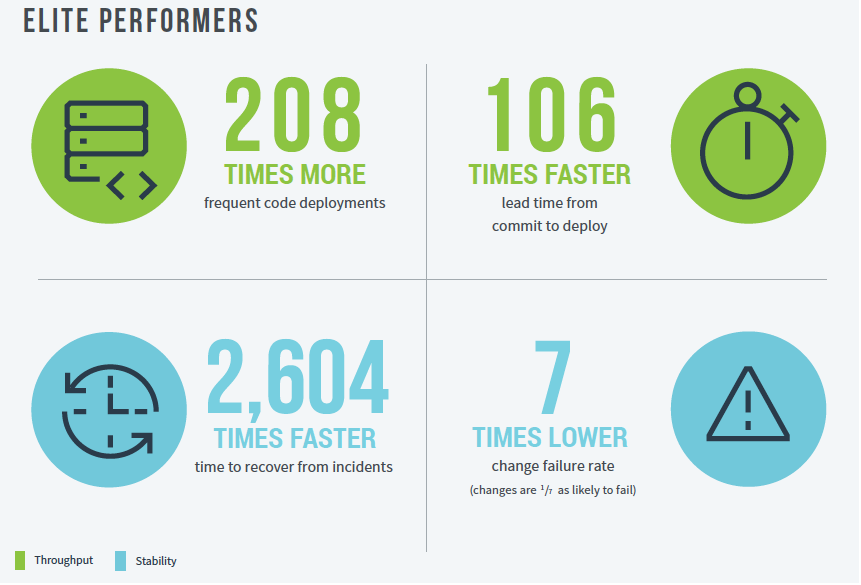 ELITE PERFORMERS
208
TIMES MORE
frequent code deployments
106
TIMES FASTER
lead time from
commit to deploy
2,604
TIMES FASTER
time to recover from incidents
7
TIMES LOWER
change failure rate
(changes are 1/7 as likely to fail)
Throughput
Stability